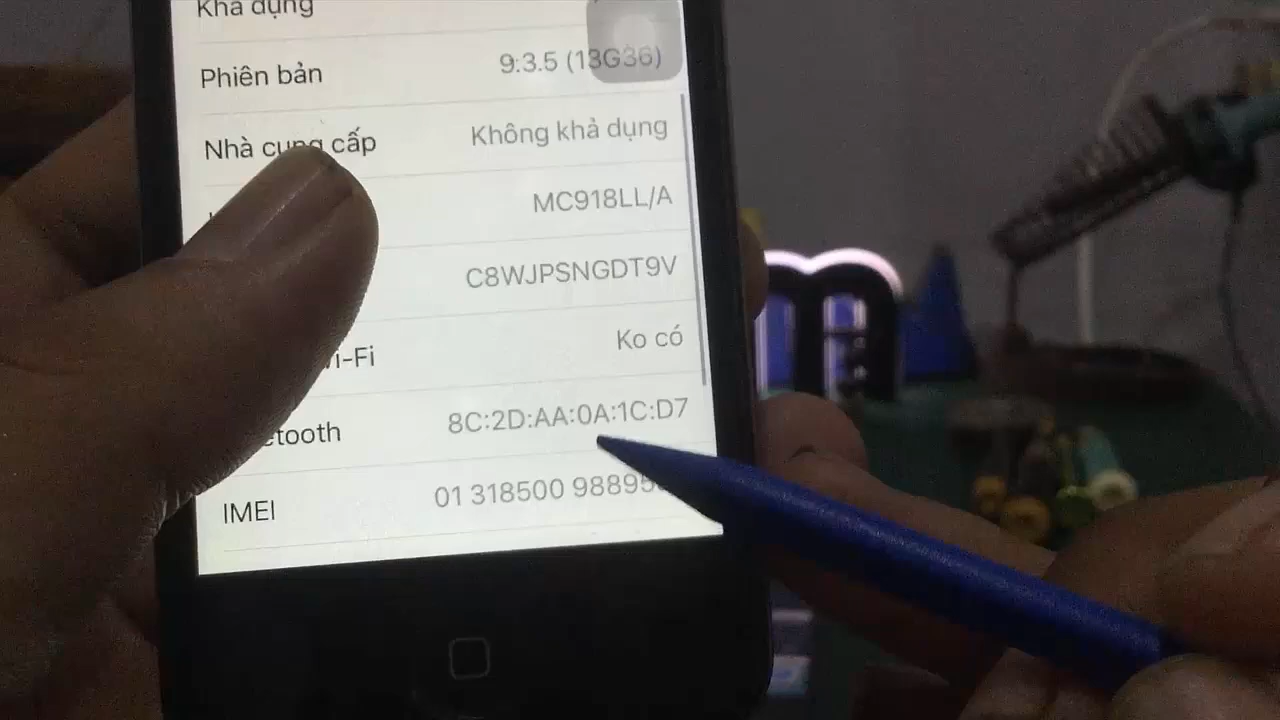 Khả dụng
Phiên bản 9.3.5 (13G36)
Nhà cung cấp Không khả dụng
MC918LL/A
C8WJPSNGDT9V
i-Fi Ko có
etooth 8C:2D:AA:0A:1C:D7
IMEI 01 318500 98895
m